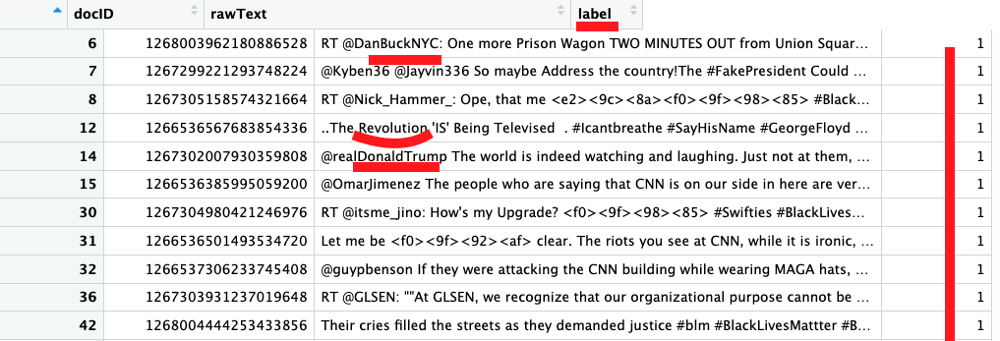 docID rawText label
6 1268003962180886528 RT @DanBuckNYC: One more Prison Wagon TWO MINUTES OUT from Union Squar... 1
7 1267299221293748224 @Kyben36 @Jayvin336 So maybe Address the country!The #FakePresident Could ... 1
8 1267305158574321664 RT @Nick_Hammer_: Ope, that me <e2><9c><8a><f0><9f><98><85> #Black... 1
12 1266536567683854336 ..The Revolution 'IS' Being Televised . #Icantbreathe #SayHisName #GeorgeFloyd ... 1
14 1267302007930359808 @realDonaldTrump The world is indeed watching and laughing. Just not at them, ... 1
15 1266536385995059200 @OmarJimenez The people who are saying that CNN is on our side in here are ver... 1
30 1267304980421246976 RT @itsme_jino: How's my Upgrade? <f0><9f><98><85> #Swifties #BlackLives... 1
31 1266536501493534720 Let me be <f0><9f><92><af> clear. The riots you see at CNN, while it is ironic, ... 1
32 1266537306233745408 @guypbenson If they were attacking the CNN building while wearing MAGA hats, ... 1
36 1267303931237019648 RT @GLSEN: ""At GLSEN, we recognize that our organizational purpose cannot be ... 1
42 1268004444253433856 Their cries filled the streets as they demanded justice #blm #BlackLivesMattter #B... 1